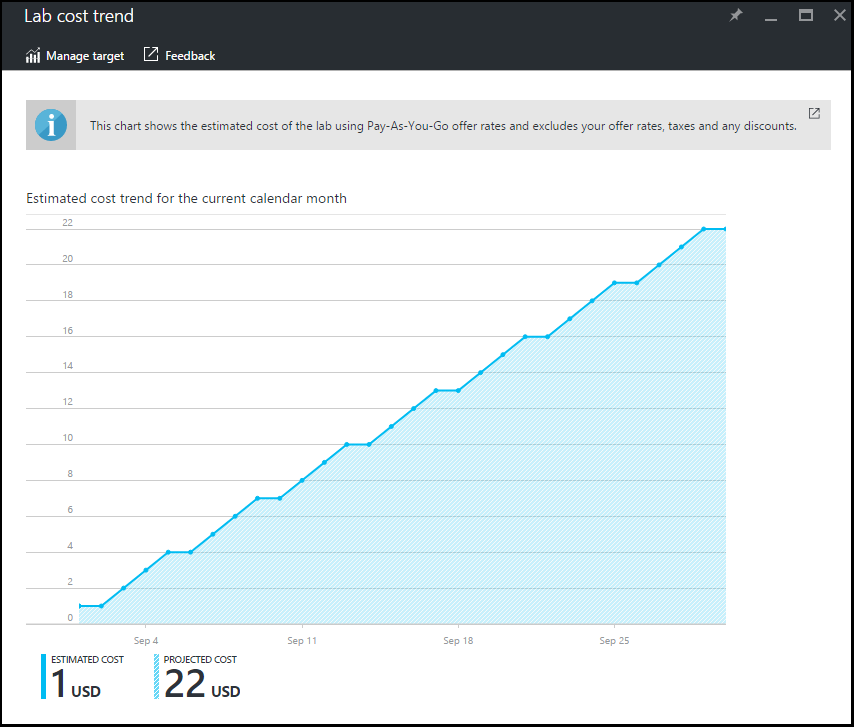 Lab cost trend
Manage target Feedback
This chart shows the estimated cost of the lab using Pay-As-You-Go offer rates and excludes your offer rates, taxes and any discounts.
Estimated cost trend for the current calendar month
22
20
18
16
14
12
10
8
6
4
2
0
Sep 4 Sep 11 Sep 18 Sep 25
ESTIMATED COST PROJECTED COST
1 USD 22 USD